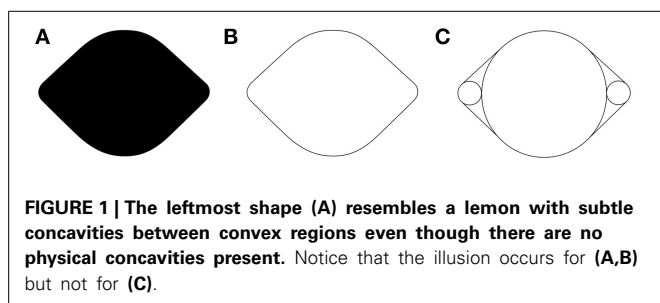 A B C
FIGURE 1 | The leftmost shape (A) resembles a lemon with subtle
concavities between convex regions even though there are no
physical concavities present. Notice that the illusion occurs for (A,B)
but not for (C).